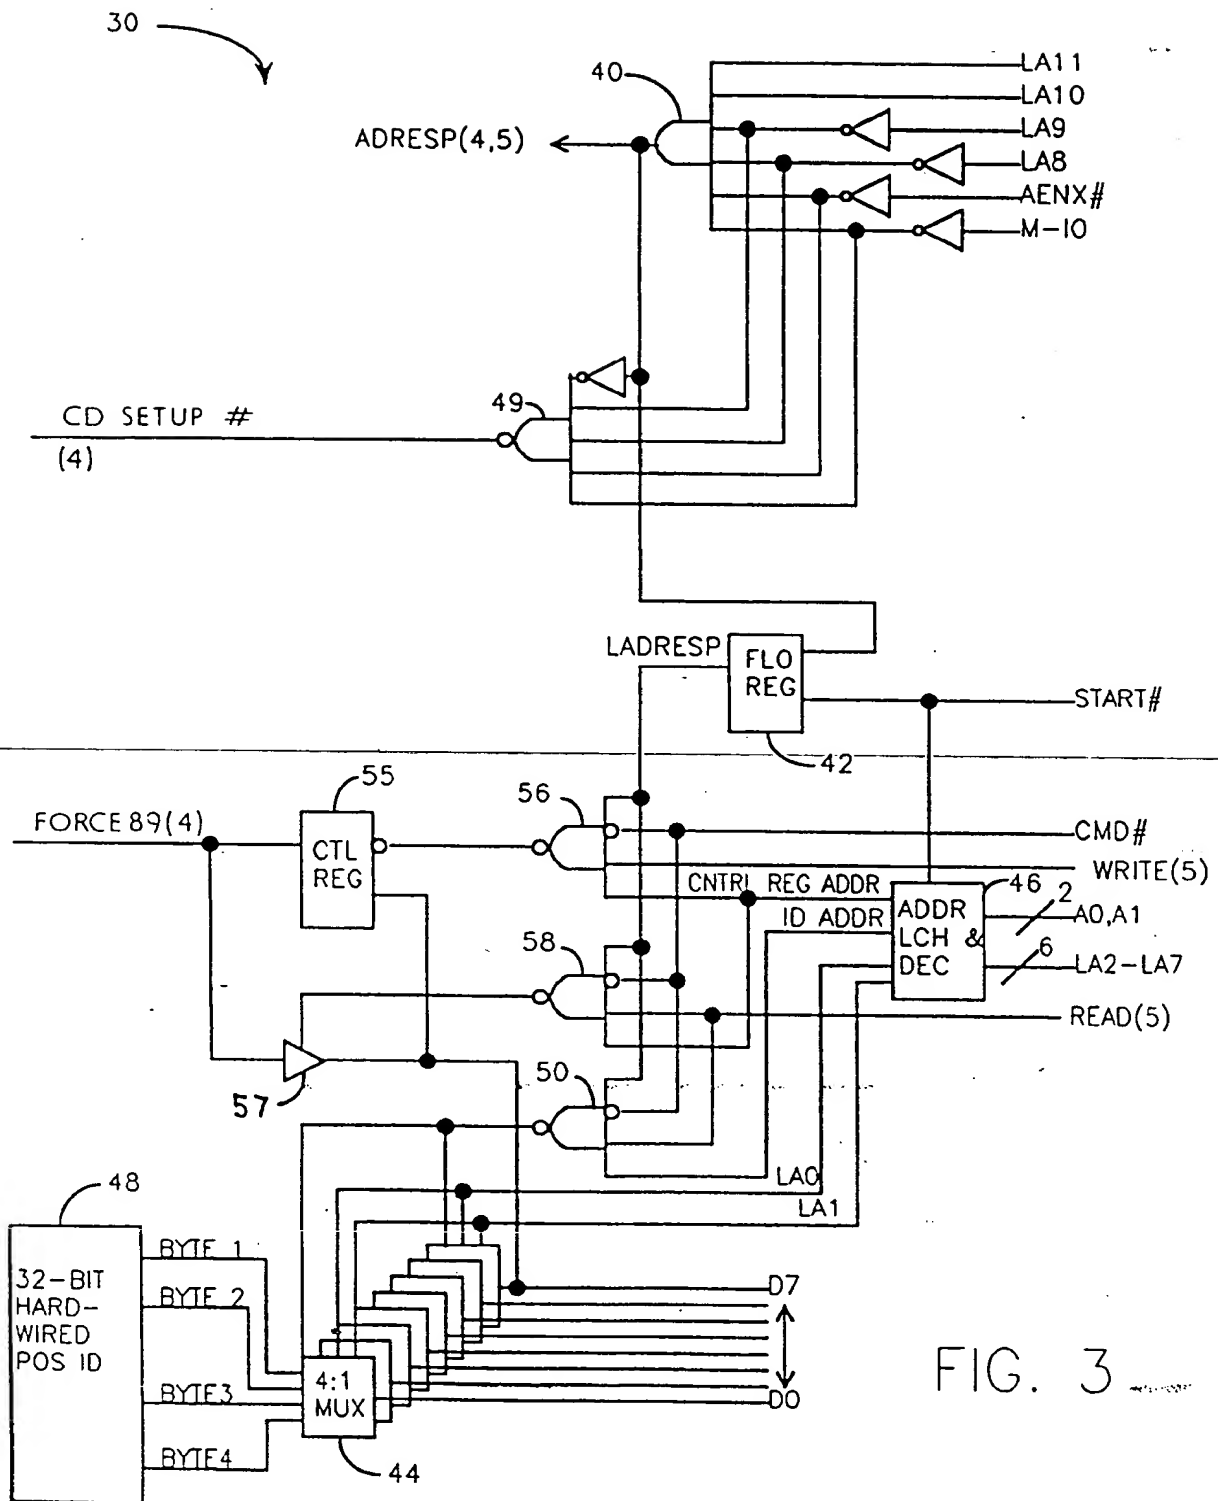 30
40
LA11
LA10
LA9
LA8
AENX#
M-IO
ADRESP(4,5)
49
CD SETUP #
(4)
LADRESP
FLO
REG
START#
42
55
56
FORCE89(4)
CTL
REG
CMD#
WRITE(5)
CNTRL REG ADDR
46
2
A0,A1
ID ADDR
ADDR
LCH &
DEC
6
LA2-LA7
58
READ(5)
57
50
48
LA0
LA1
BYTE 1
BYTE 2
BYTE3
BYTE4
32-BIT
HARD-
WIRED
POS ID
4:1
MUX
44
D7
D0
FIG. 3